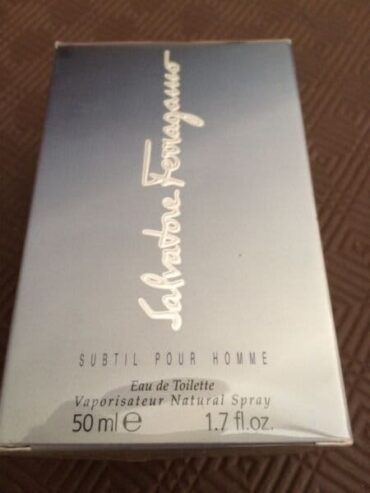 Salvatore Ferragamo
SUBTIL POUR HOMME
Eau de Toilette
Vaporisateur Natural Spray
50 ml ℮ 1.7 fl.oz.